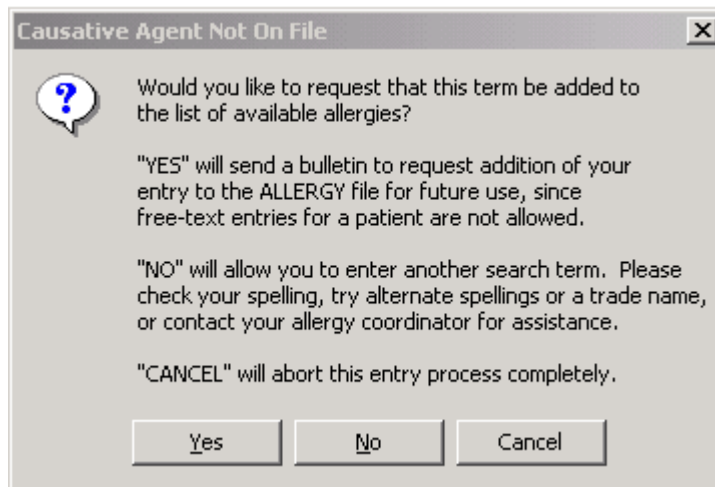 Causative Agent Not On File
Would you like to request that this term be added to
the list of available allergies?
"YES" will send a bulletin to request addition of your
entry to the ALLERGY file for future use, since
free-text entries for a patient are not allowed.
"NO" will allow you to enter another search term.  Please
check your spelling, try alternate spellings or a trade name,
or contact your allergy coordinator for assistance.
"CANCEL" will abort this entry process completely.
Yes No Cancel